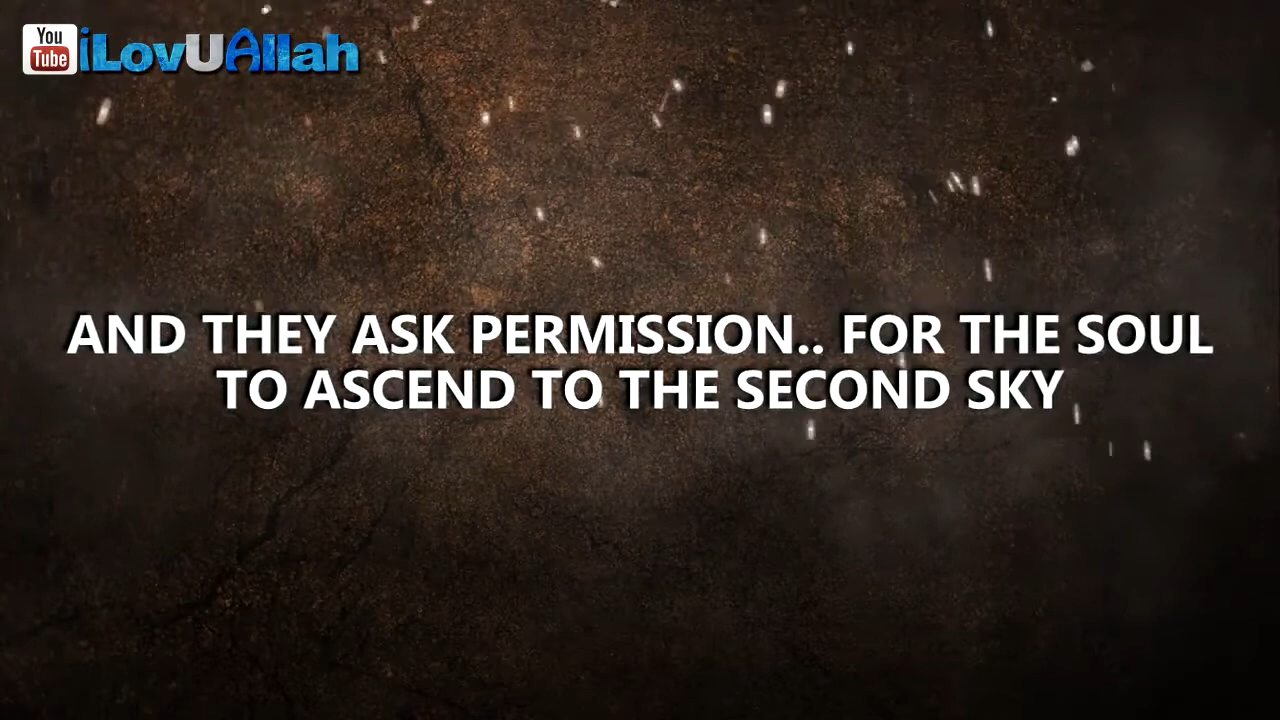 You
Tube
iLovUAllah
AND THEY ASK PERMISSION.. FOR THE SOUL
TO ASCEND TO THE SECOND SKY